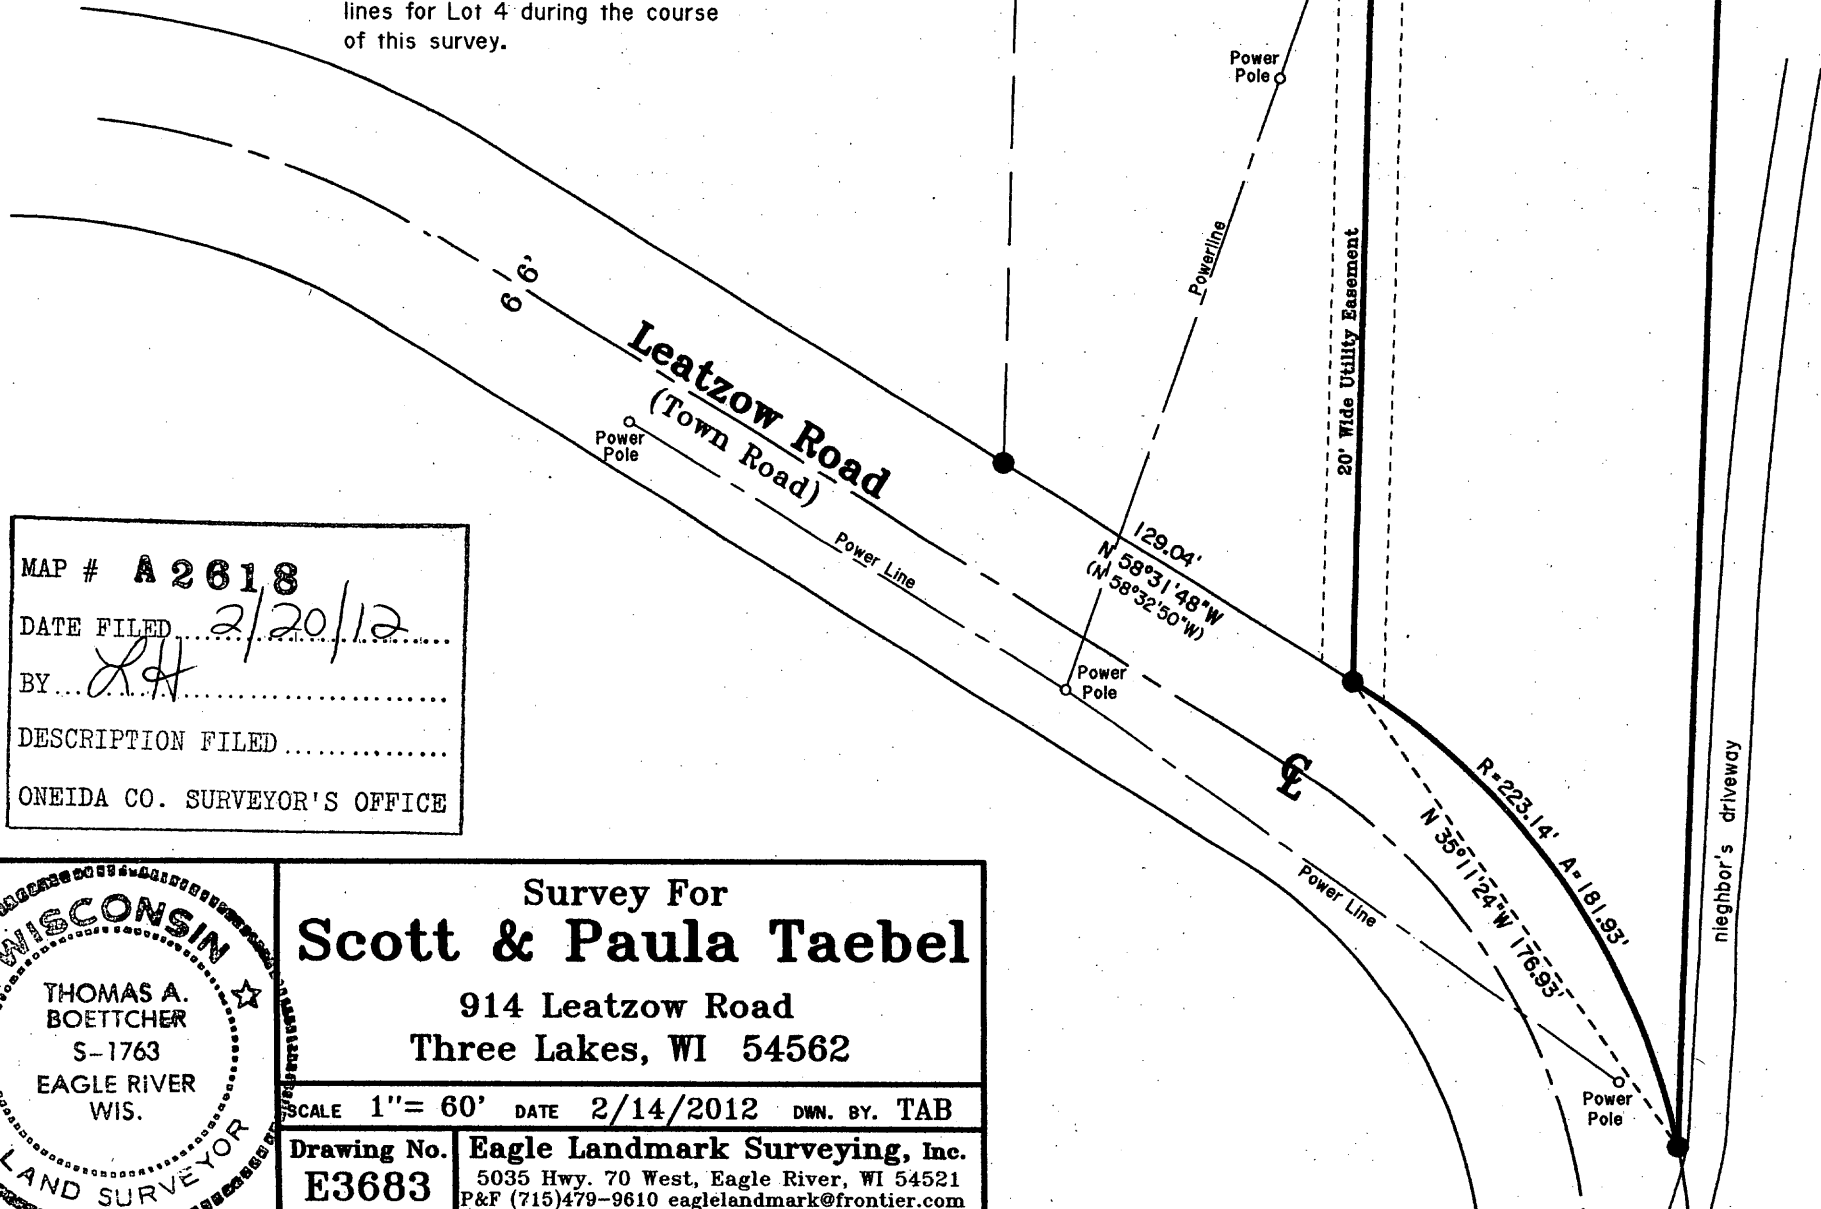 lines for Lot 4 during the course
of this survey.
Power
Pole
Powerline
20' Wide Utility Easement
66'
Leatzow Road
(Town Road)
Power
Pole
Power Line
129.04'
N 58°31'48"W
(N 58°32'50"W)
Power
Pole
℄
R=223.14' A=181.93'
N 35°11'24"W 176.93'
Power Line
nieghbor's driveway
Power
Pole
MAP # A2618
DATE FILED 2/20/12
BY... LH
DESCRIPTION FILED...............
ONEIDA CO. SURVEYOR'S OFFICE
WISCONSIN
THOMAS A.
BOETTCHER
S-1763
EAGLE RIVER
WIS.
LAND SURVEYOR
Survey For
Scott & Paula Taebel
914 Leatzow Road
Three Lakes, WI 54562
SCALE 1"= 60' DATE 2/14/2012 DWN. BY. TAB
Drawing No.
E3683
Eagle Landmark Surveying, Inc.
5035 Hwy. 70 West, Eagle River, WI 54521
P&F (715)479-9610 eaglelandmark@frontier.com